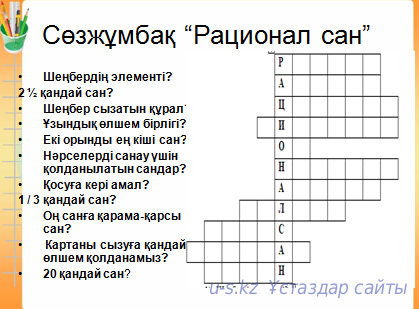 Сөзжұмбақ “Рационал сан”
• Шеңбердің элементі?
2 ½ қандай сан?
• Шеңбер сызатын құрал?
• Ұзындық өлшем бірлігі?
• Екі орынды ең кіші сан?
• Нәрселерді санау үшін
қолданылатын сандар?
• Қосуға кері амал?
1 / 3 қандай сан?
• Оң санға қарама-қарсы
сан?
• Картаны сызуға қандай
өлшем қолданамыз?
• 20 қандай сан?
Р
А
Ц
И
О
Н
А
Л
С
А
Н
u-s.kz Ұстаздар сайты